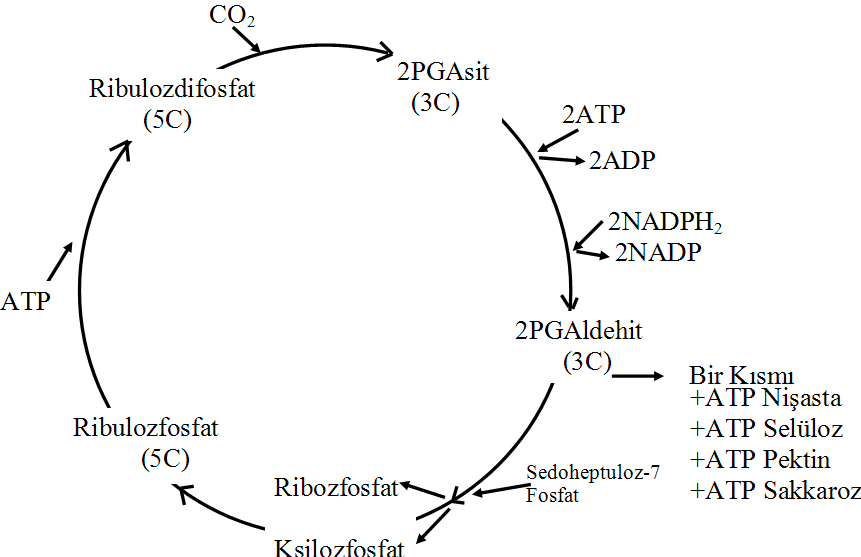 CO₂
Ribulozdifosfat
(5C)
2PGAsit
(3C)
2ATP
2ADP
2NADPH₂
2NADP
2PGAldehit
(3C)
Bir Kısmı
+ATP Nişasta
+ATP Selüloz
+ATP Pektin
+ATP Sakkaroz
Sedoheptuloz-7
Fosfat
Ribozfosfat
Ksilozfosfat
Ribulozfosfat
(5C)
ATP